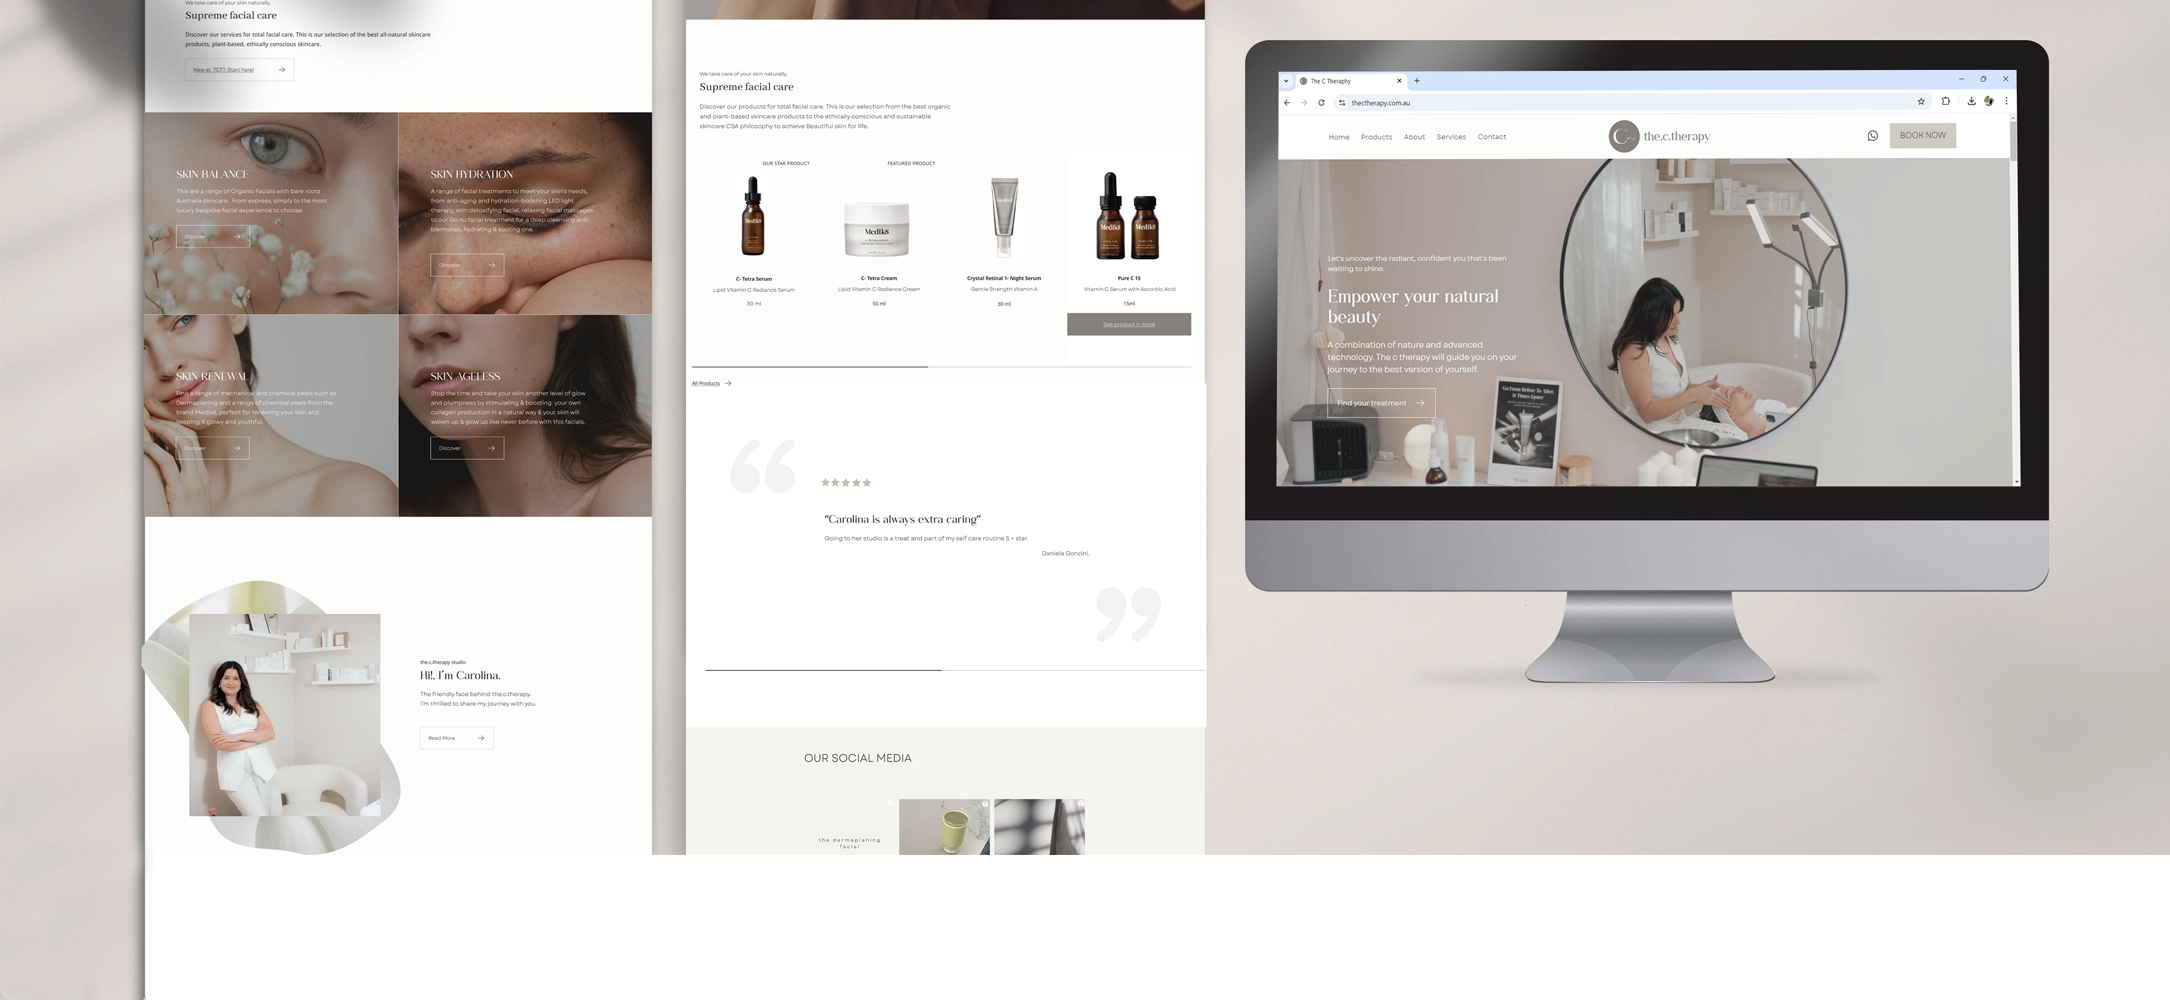 We take care of your skin naturally.
Supreme facial care
Discover our services for total facial care. This is our selection of the best all-natural skincare
products, plant-based, ethically conscious skincare.
New at. TCT?. Start here!
SKIN BALANCE
This are a range of Organic Facials with bare roots
Australia skincare. From express, simply to the most
luxury bespoke facial experience to choose.
Discover
SKIN HYDRATION
A range of facial treatments to meet your skin's needs,
from anti-aging and hydration-boosting LED light
therapy, skin detoxifying facial, relaxing facial massages
to our Go-to facial treatment for a deep cleansing anti-
blemishes, hydrating & sooting one.
Discover
SKIN RENEWAL
Find a range of mechanical and chemical peels such as
Dermaplaning and a range of chemical peels from the
brand Medik8, perfect for renewing your skin and
keeping it glowy and youthful.
Discover
SKIN AGELESS
Stop the time and take your skin another level of glow
and plumpness by stimulating & boosting your own
collagen production in a natural way & your skin will
waken up & glow up like never before with this facials.
Discover
the.c.therapy studio
Hi!, I´m Carolina.
The friendly face behind the.c.therapy.
I'm thrilled to share my journey with you.
Read More
We take care of your skin naturally.
Supreme facial care
Discover our products for total facial care. This is our selection from the best organic
and plant-based skincare products to the ethically conscious and sustainable
skincare CSA philosophy to achieve Beautiful skin for life.
OUR STAR PRODUCT
FEATURED PRODUCT
Medik8
Medik8
Medik8
Medik8
C- Tetra Serum
Lipid Vitamin C Radiance Serum
30 ml
C- Tetra Cream
Lipid Vitamin C Radiance Cream
50 ml
Crystal Retinal 1- Night Serum
Gentle Strength Vitamin A
30 ml
Pure C 15
Vitamin C Serum with Ascorbic Acid
15ml
See product in store
All Products
“Carolina is always extra caring”
Going to her studio is a treat and part of my self care routine 5 + star.
Daniela Gonzini.
OUR SOCIAL MEDIA
the dermaplaning
facial
The C Theraphy
thectherapy.com.au
Home Products About Services Contact
the.c.therapy
BOOK NOW
Let's uncover the radiant, confident you that's been
waiting to shine.
Empower your natural
beauty
A combination of nature and advanced
technology. The c therapy will guide you on your
journey to the best version of yourself.
Find your treatment
Go From Before To After,
11 Times Faster